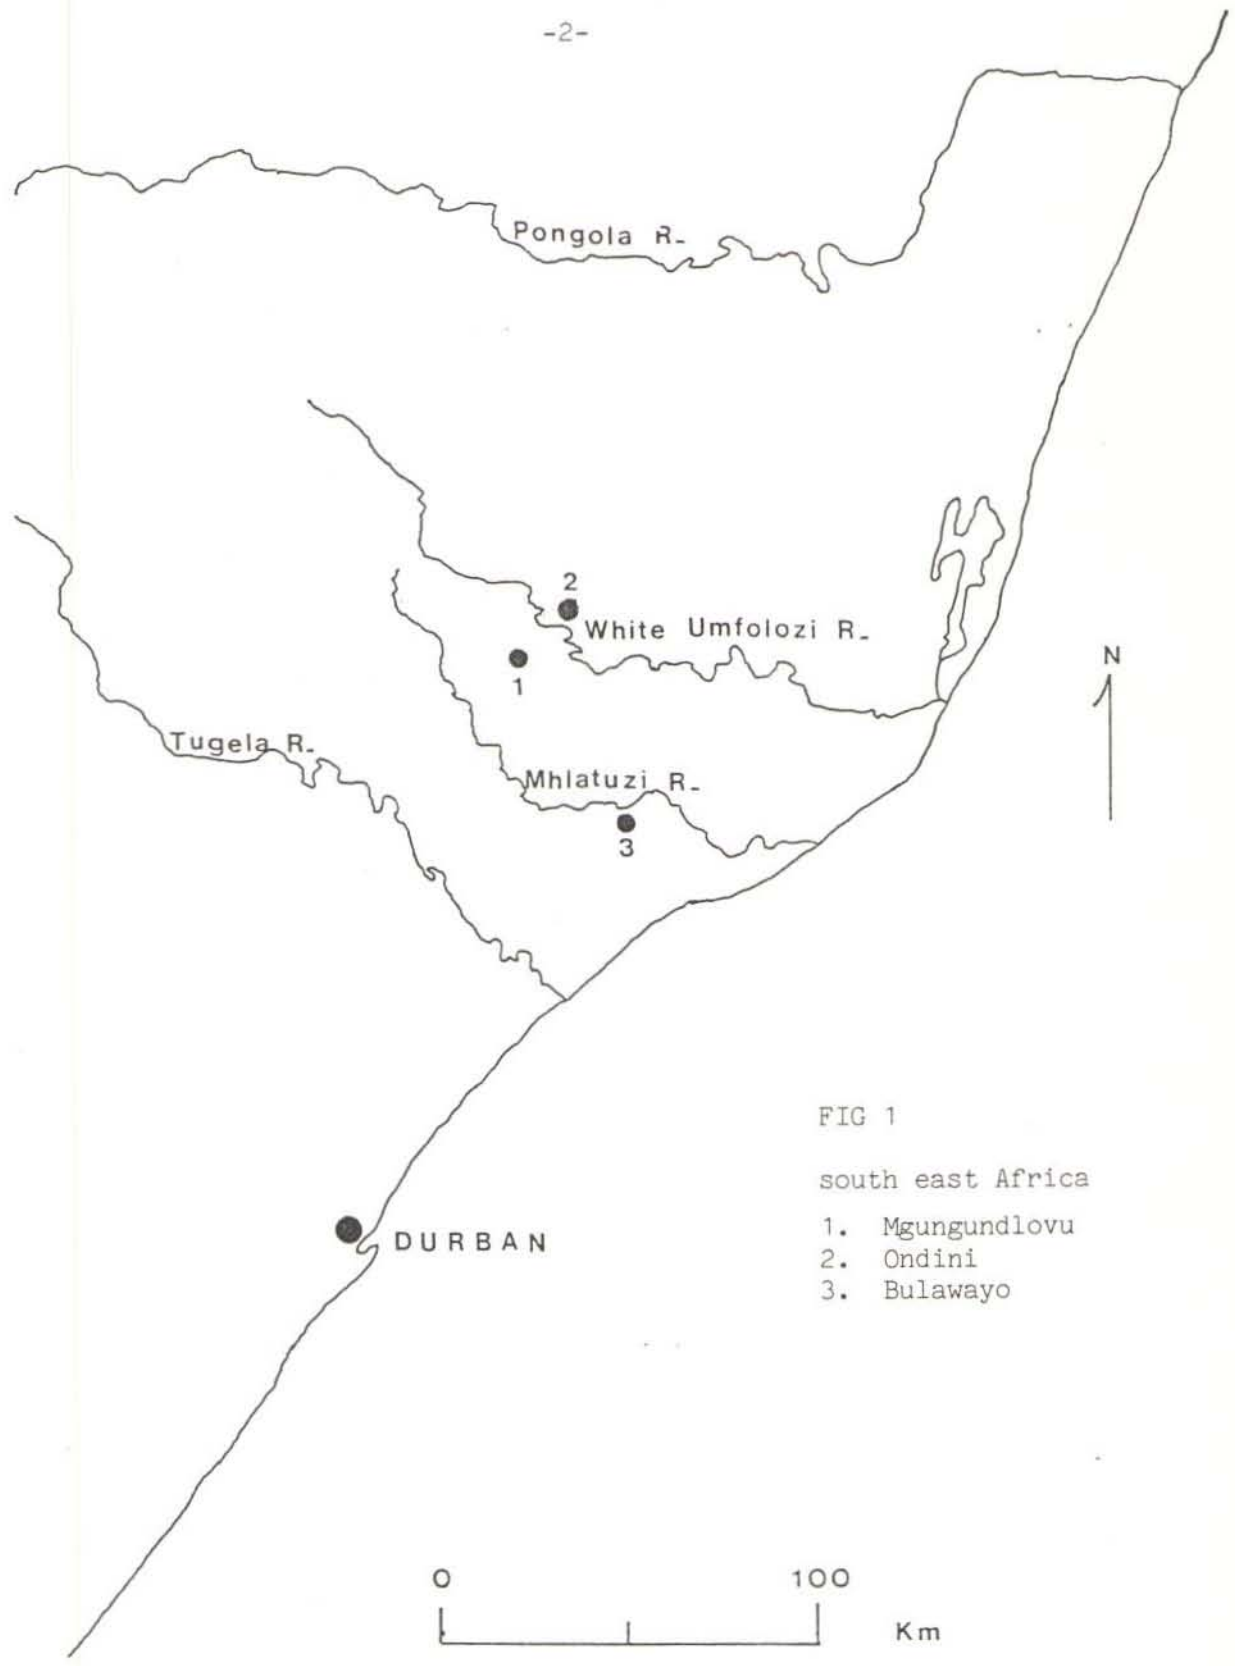 -2-
Pongola R-
2
White Umfolozi R-
1
N
Tugela R-
Mhlatuzi R-
3
FIG 1
south east Africa
1. Mgungundlovu
2. Ondini
3. Bulawayo
DURBAN
0 100
Km